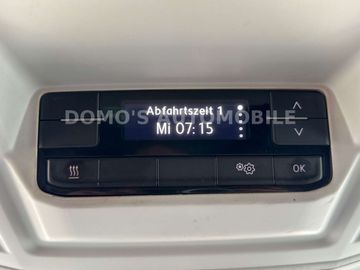 DOMO'S AUTOMOBILE
Abfahrtszeit 1
Mi 07:15
OK